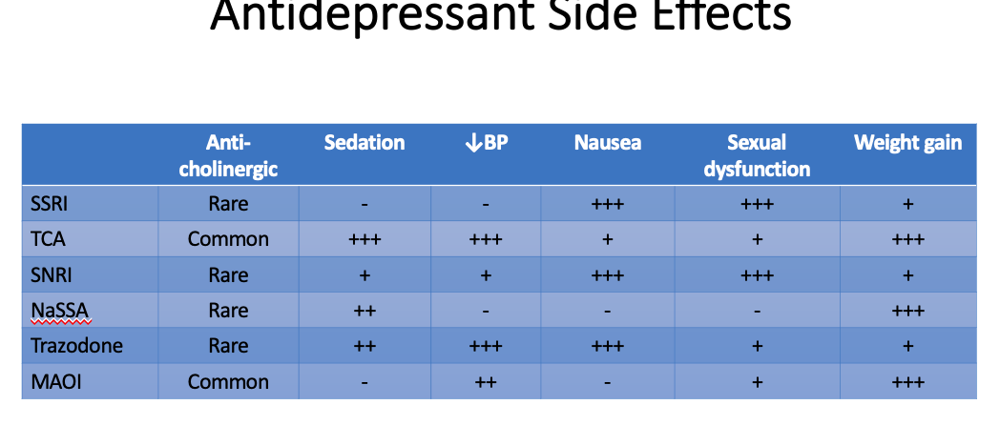 Antidepressant Side Effects
Anti-cholinergic Sedation ↓BP Nausea Sexual dysfunction Weight gain
SSRI Rare - - +++ +++ +
TCA Common +++ +++ + + +++
SNRI Rare + + +++ +++ +
NaSSA Rare ++ - - - +++
Trazodone Rare ++ +++ +++ + +
MAOI Common - ++ - + +++